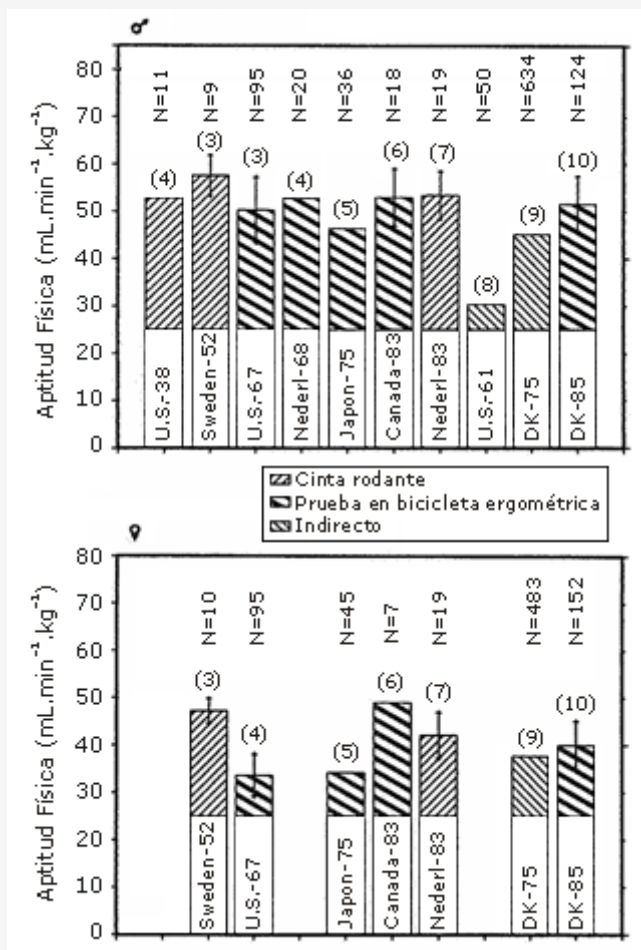 ♂
Aptitud Física (mL.min⁻¹.kg⁻¹)
80
70
60
50
40
30
20
10
0
N=11
N=9
N=95
N=20
N=36
N=18
N=19
N=50
N=634
N=124
(4)
(3)
(3)
(4)
(5)
(6)
(7)
(8)
(9)
(10)
U.S.-38
Sweden-52
U.S.-67
Nederl-68
Japon-75
Canada-83
Nederl-83
U.S.-61
DK-75
DK-85
Cinta rodante
Prueba en bicicleta ergométrica
Indirecto
♀
Aptitud Física (mL.min⁻¹.kg⁻¹)
80
70
60
50
40
30
20
10
0
N=10
N=95
N=45
N=7
N=19
N=483
N=152
(3)
(4)
(5)
(6)
(7)
(9)
(10)
Sweden-52
U.S.-67
Japon-75
Canada-83
Nederl-83
DK-75
DK-85